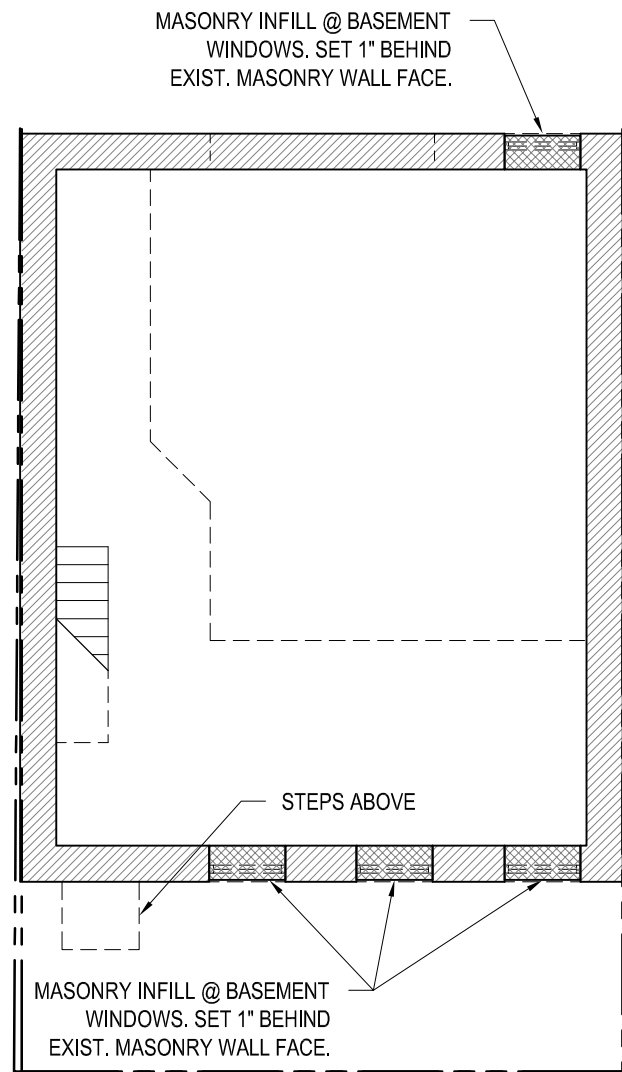 MASONRY INFILL @ BASEMENT
WINDOWS. SET 1" BEHIND
EXIST. MASONRY WALL FACE.
STEPS ABOVE
MASONRY INFILL @ BASEMENT
WINDOWS. SET 1" BEHIND
EXIST. MASONRY WALL FACE.